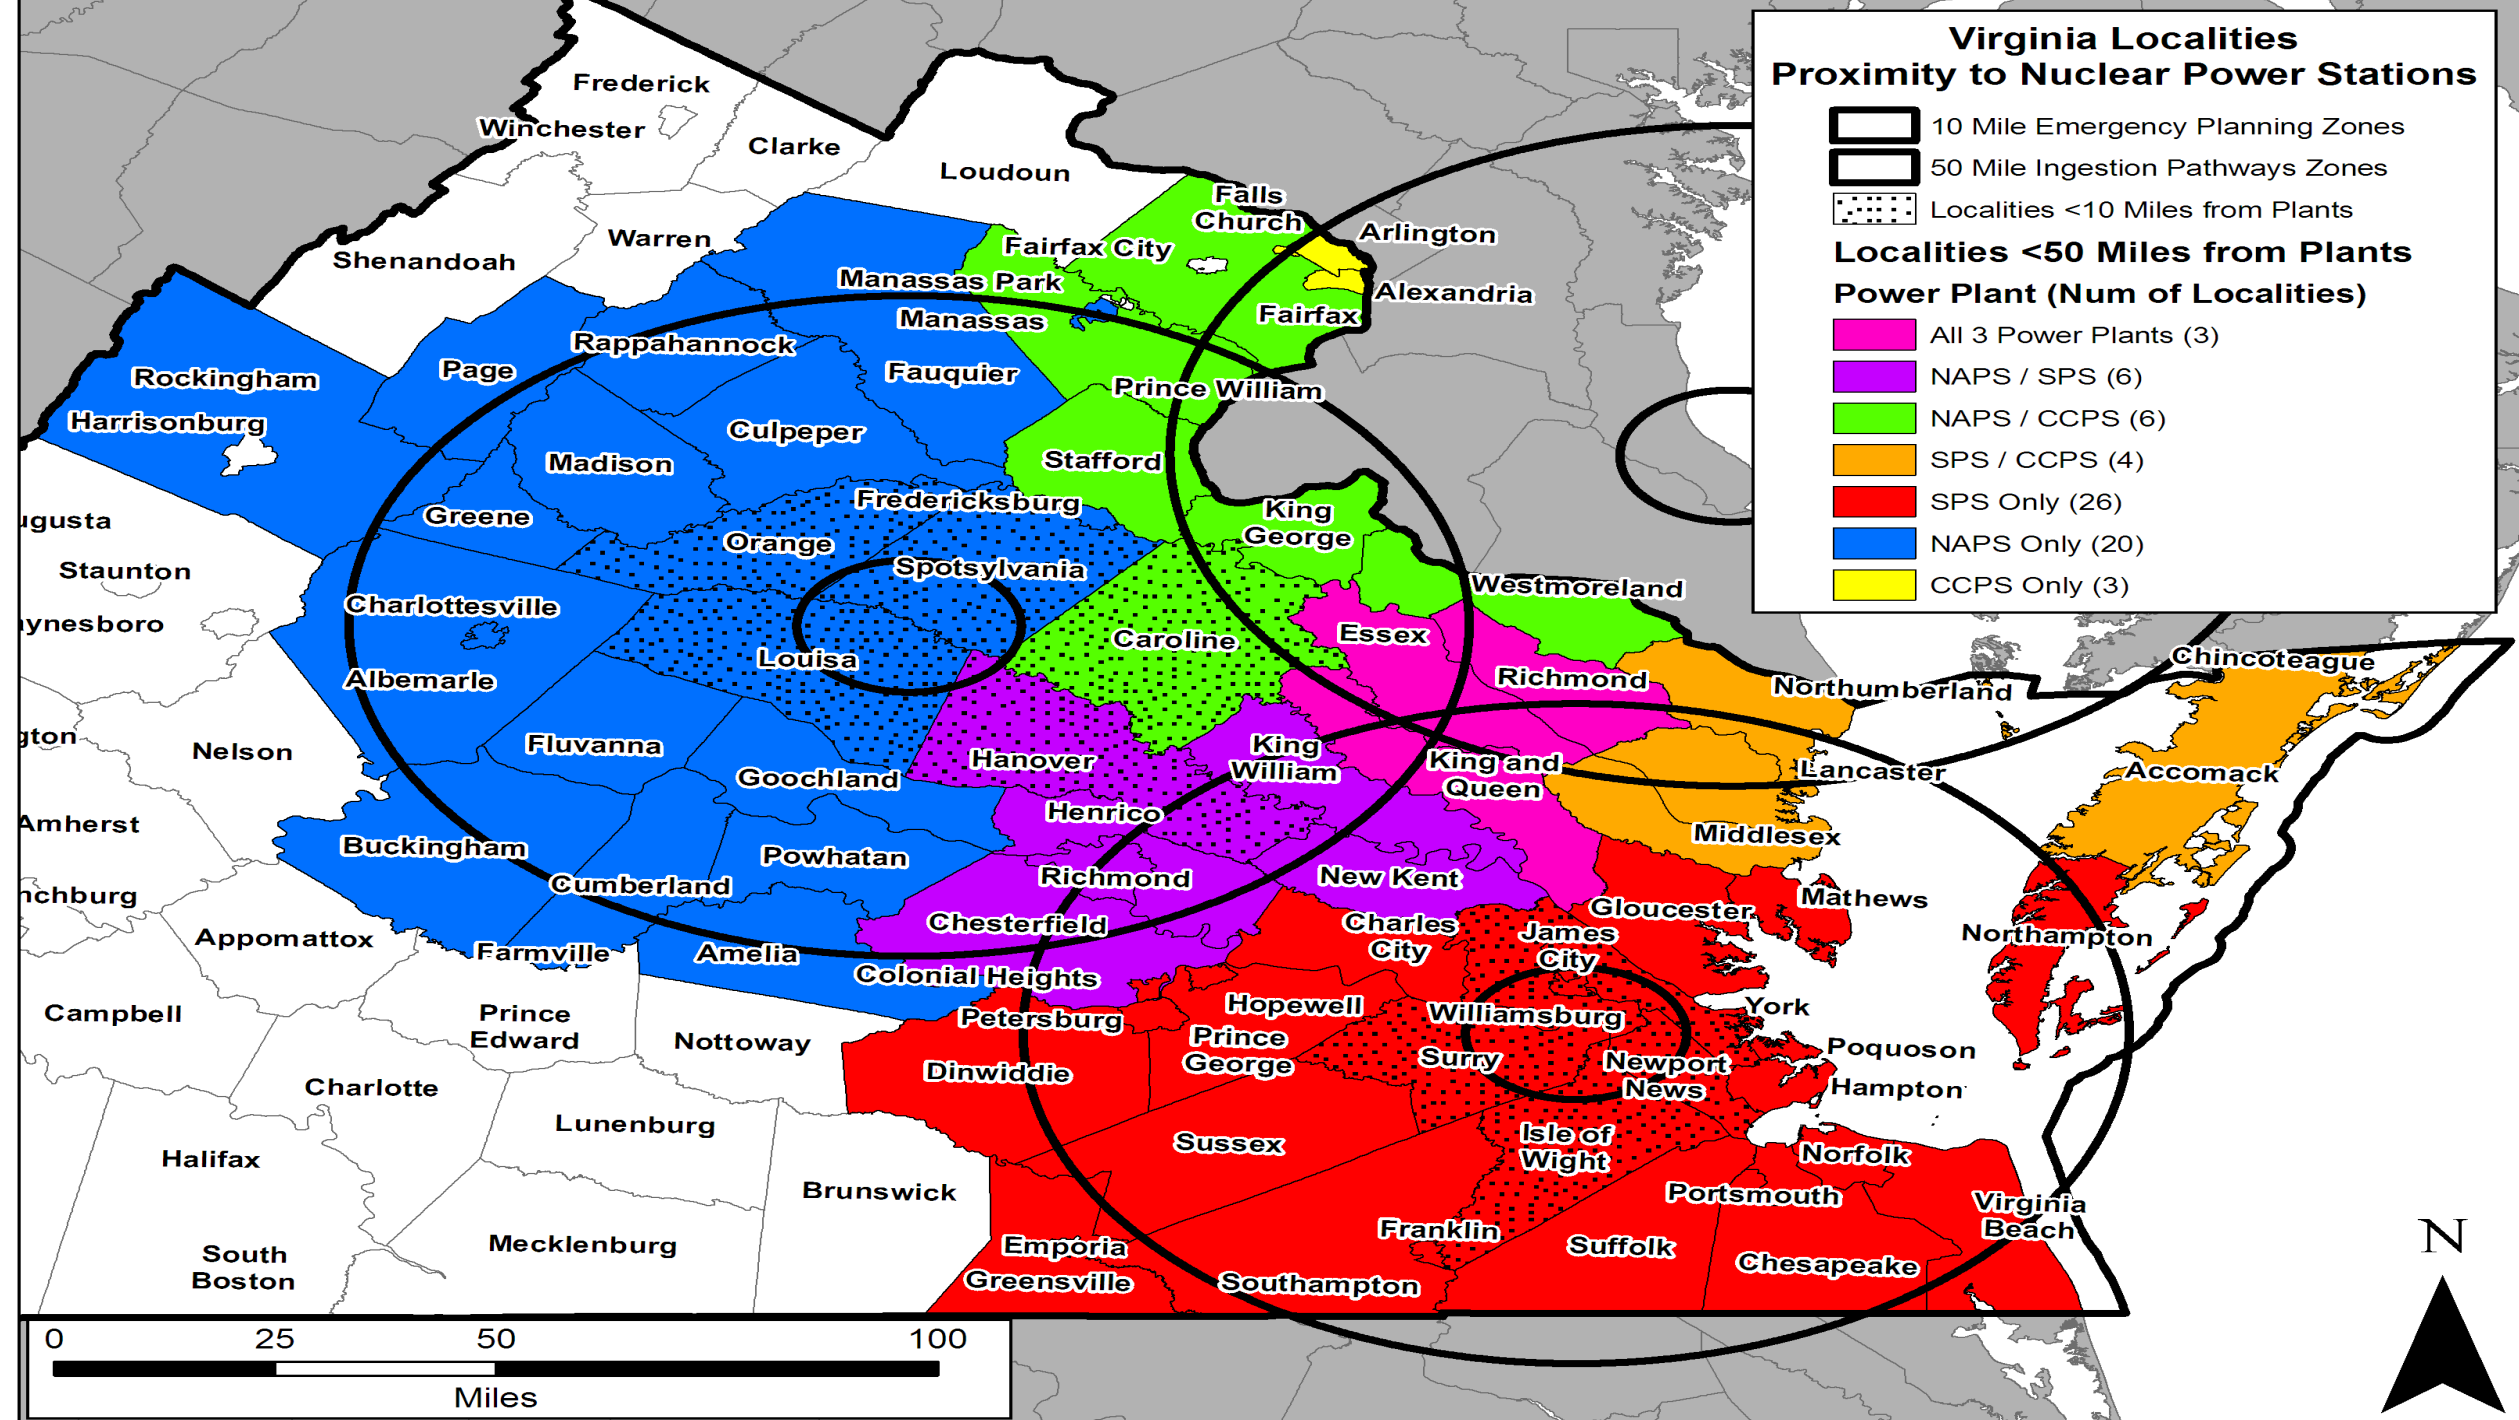 Virginia Localities
Proximity to Nuclear Power Stations
10 Mile Emergency Planning Zones
50 Mile Ingestion Pathways Zones
Localities <10 Miles from Plants
Localities <50 Miles from Plants
Power Plant (Num of Localities)
All 3 Power Plants (3)
NAPS / SPS (6)
NAPS / CCPS (6)
SPS / CCPS (4)
SPS Only (26)
NAPS Only (20)
CCPS Only (3)
Frederick
Winchester
Clarke
Loudoun
Falls
Church
Arlington
Warren
Fairfax City
Shenandoah
Manassas Park
Alexandria
Fairfax
Manassas
Rappahannock
Page
Fauquier
Rockingham
Prince William
Harrisonburg
Culpeper
Madison
Stafford
Fredericksburg
King
George
Greene
ugusta
Orange
Spotsylvania
Staunton
Westmoreland
Charlottesville
aynesboro
Essex
Caroline
Louisa
Chincoteague
Albemarle
Richmond
Northumberland
gton
Nelson
Fluvanna
Hanover
King
William
King and
Queen
Goochland
Lancaster
Accomack
Henrico
Amherst
Middlesex
Buckingham
Powhatan
Richmond
New Kent
Cumberland
nchburg
Mathews
Gloucester
Chesterfield
Charles
City
James
City
Northampton
Appomattox
Farmville
Amelia
Colonial Heights
Hopewell
York
Campbell
Prince
Edward
Petersburg
Williamsburg
Nottoway
Prince
George
Poquoson
Surry
Newport
News
Dinwiddie
Hampton
Charlotte
Lunenburg
Sussex
Isle of
Wight
Norfolk
Halifax
Brunswick
Portsmouth
Virginia
Beach
Franklin
Mecklenburg
Emporia
Suffolk
South
Boston
Chesapeake
Greensville
Southampton
N
0 25 50 100
Miles